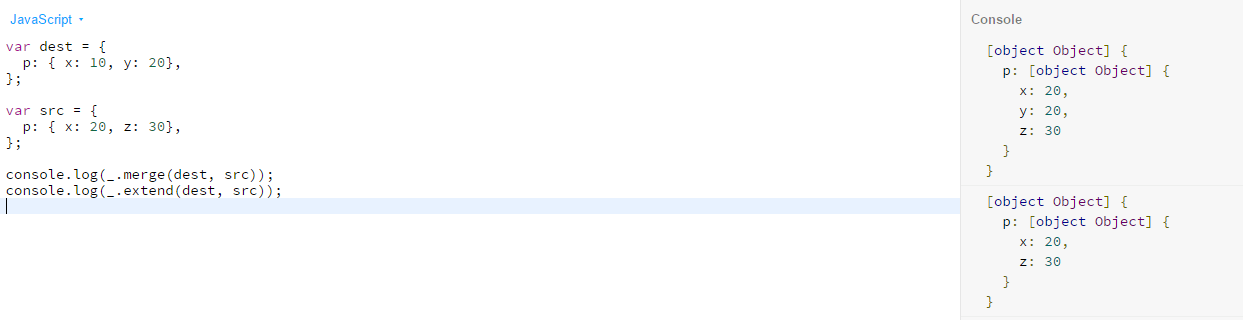 JavaScript
var dest = {
  p: { x: 10, y: 20},
};

var src = {
  p: { x: 20, z: 30},
};

console.log(_.merge(dest, src));
console.log(_.extend(dest, src));
Console
[object Object] {
  p: [object Object] {
    x: 20,
    y: 20,
    z: 30
  }
}
[object Object] {
  p: [object Object] {
    x: 20,
    z: 30
  }
}